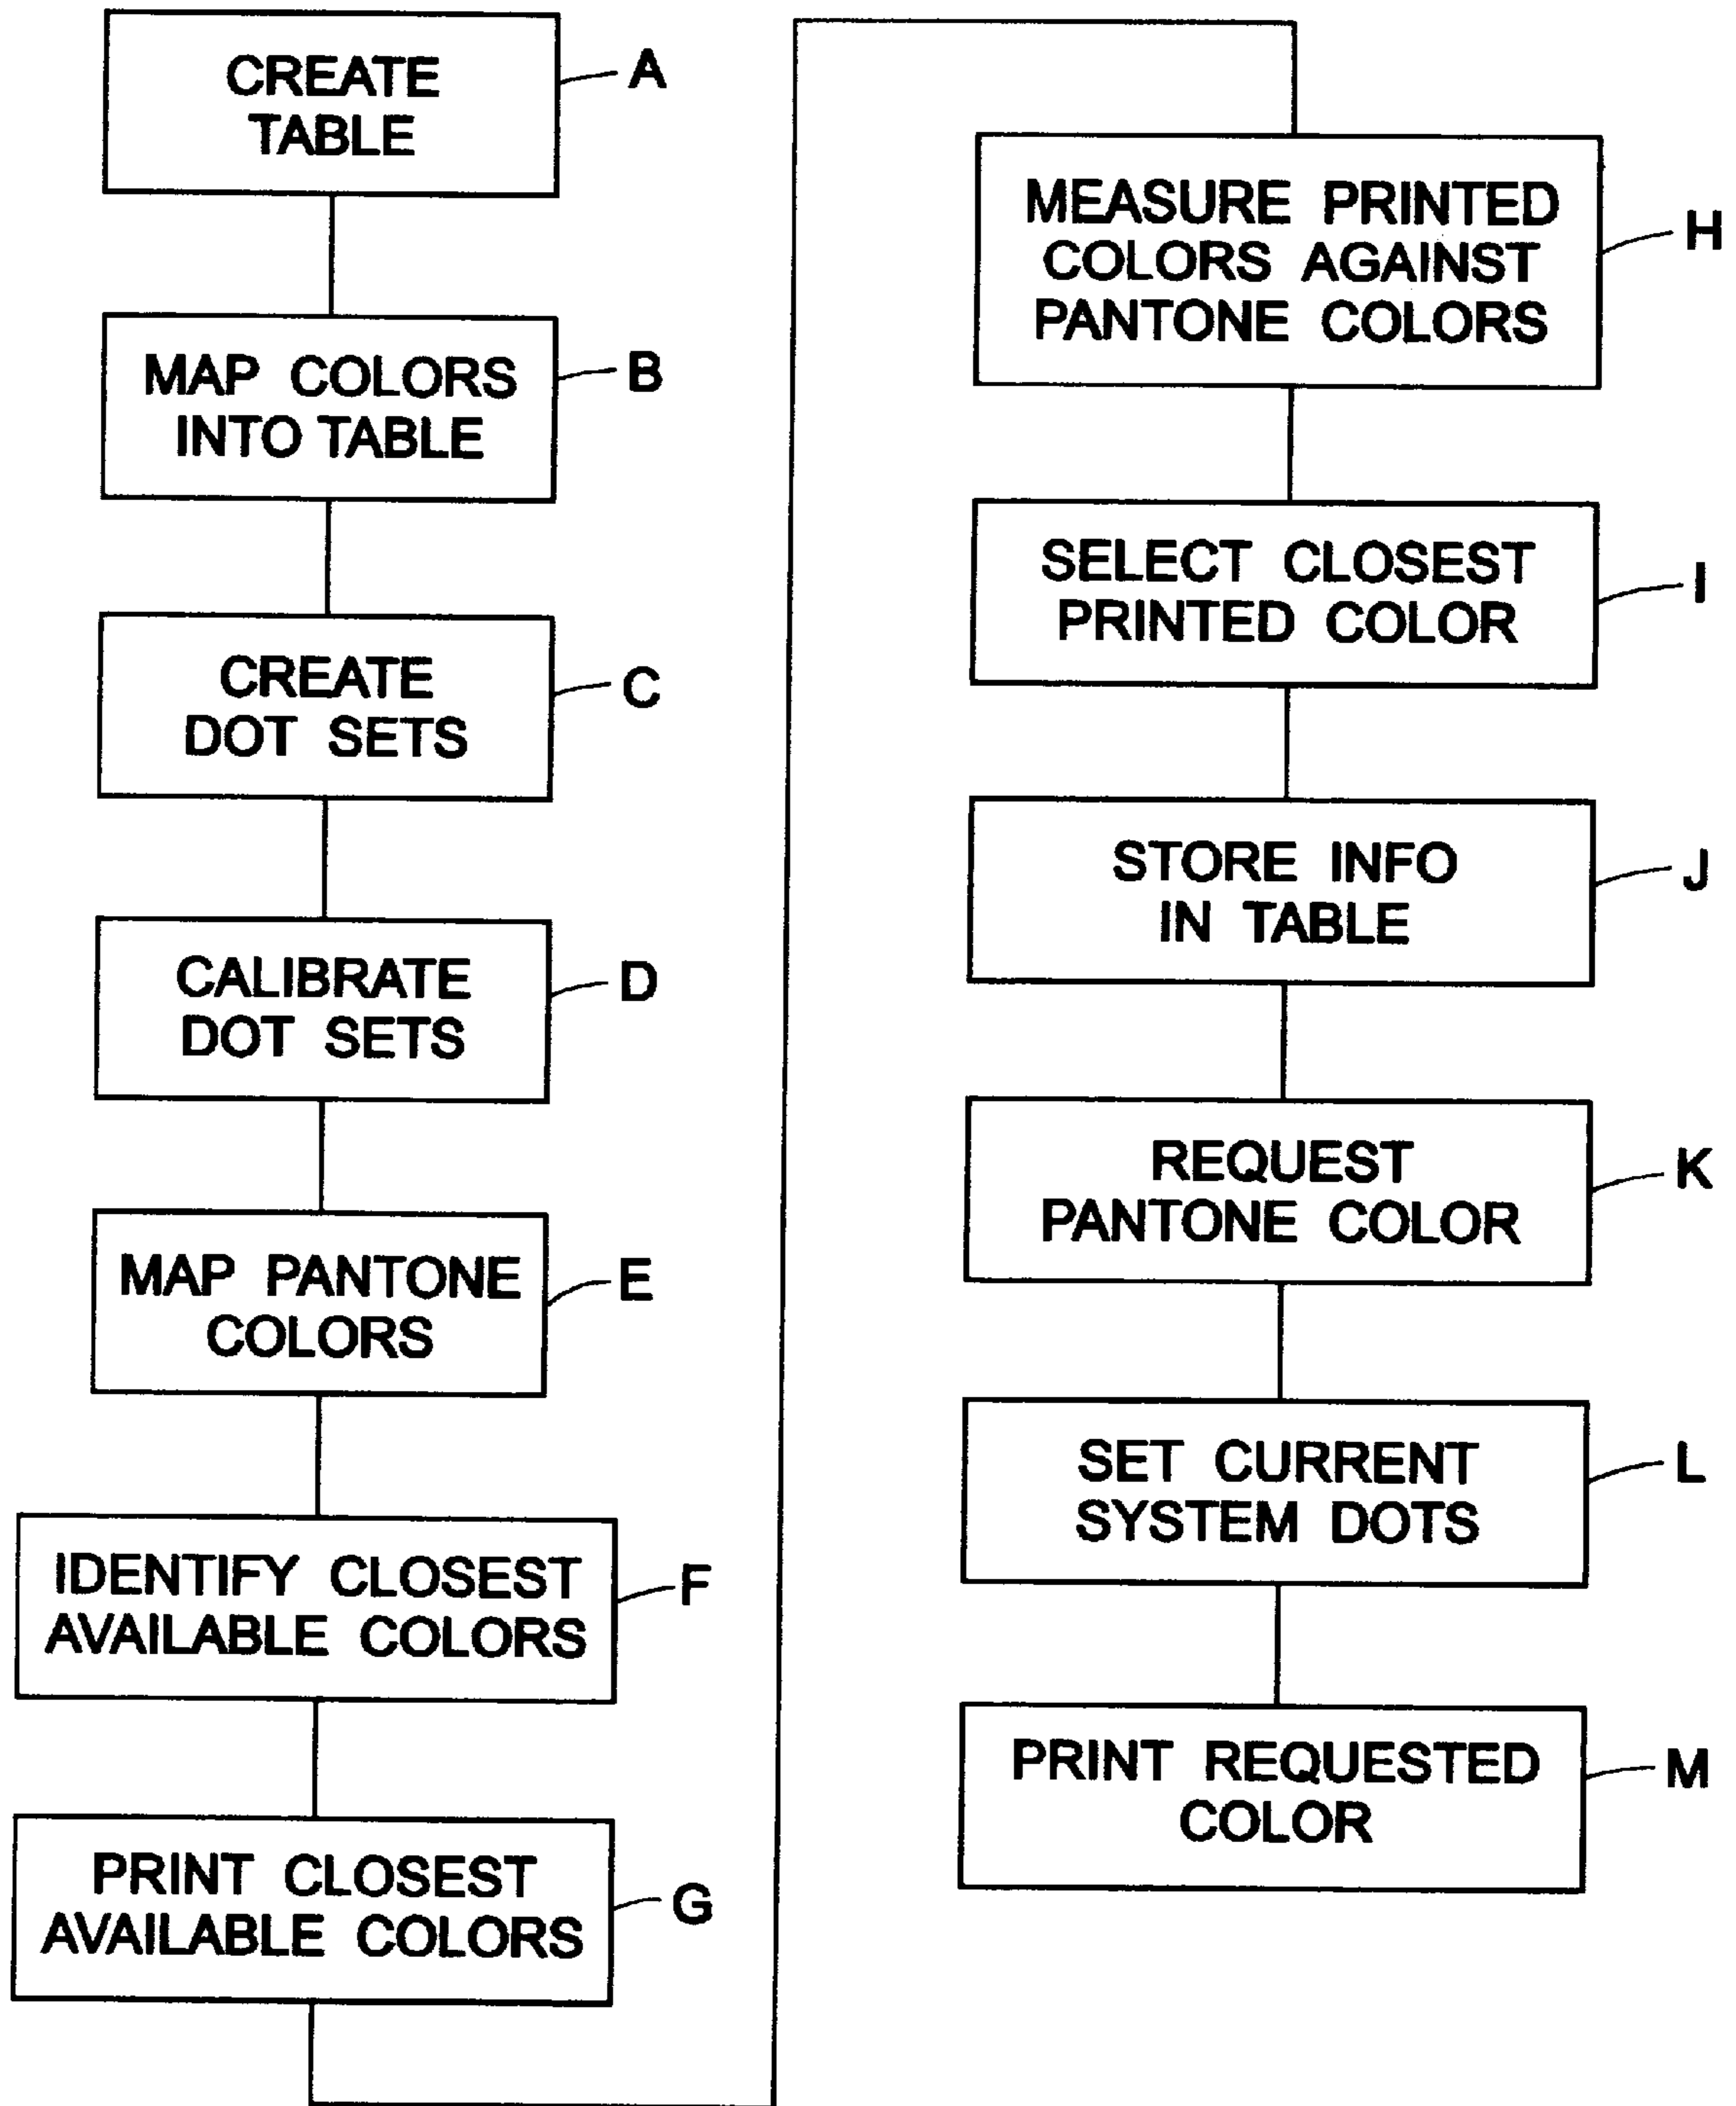 CREATE
TABLE
A
MAP COLORS
INTO TABLE
B
CREATE
DOT SETS
C
CALIBRATE
DOT SETS
D
MAP PANTONE
COLORS
E
IDENTIFY CLOSEST
AVAILABLE COLORS
F
PRINT CLOSEST
AVAILABLE COLORS
G
MEASURE PRINTED
COLORS AGAINST
PANTONE COLORS
H
SELECT CLOSEST
PRINTED COLOR
I
STORE INFO
IN TABLE
J
REQUEST
PANTONE COLOR
K
SET CURRENT
SYSTEM DOTS
L
PRINT REQUESTED
COLOR
M